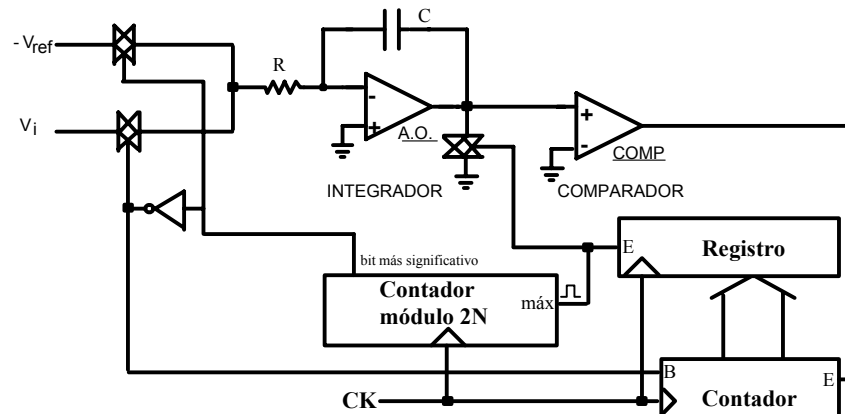 C
- Vref
R
-
+
A.O.
+
-
COMP
Vi
INTEGRADOR
COMPARADOR
bit más significativo
E
Registro
Contador
módulo 2N
máx
B
E
CK
Contador